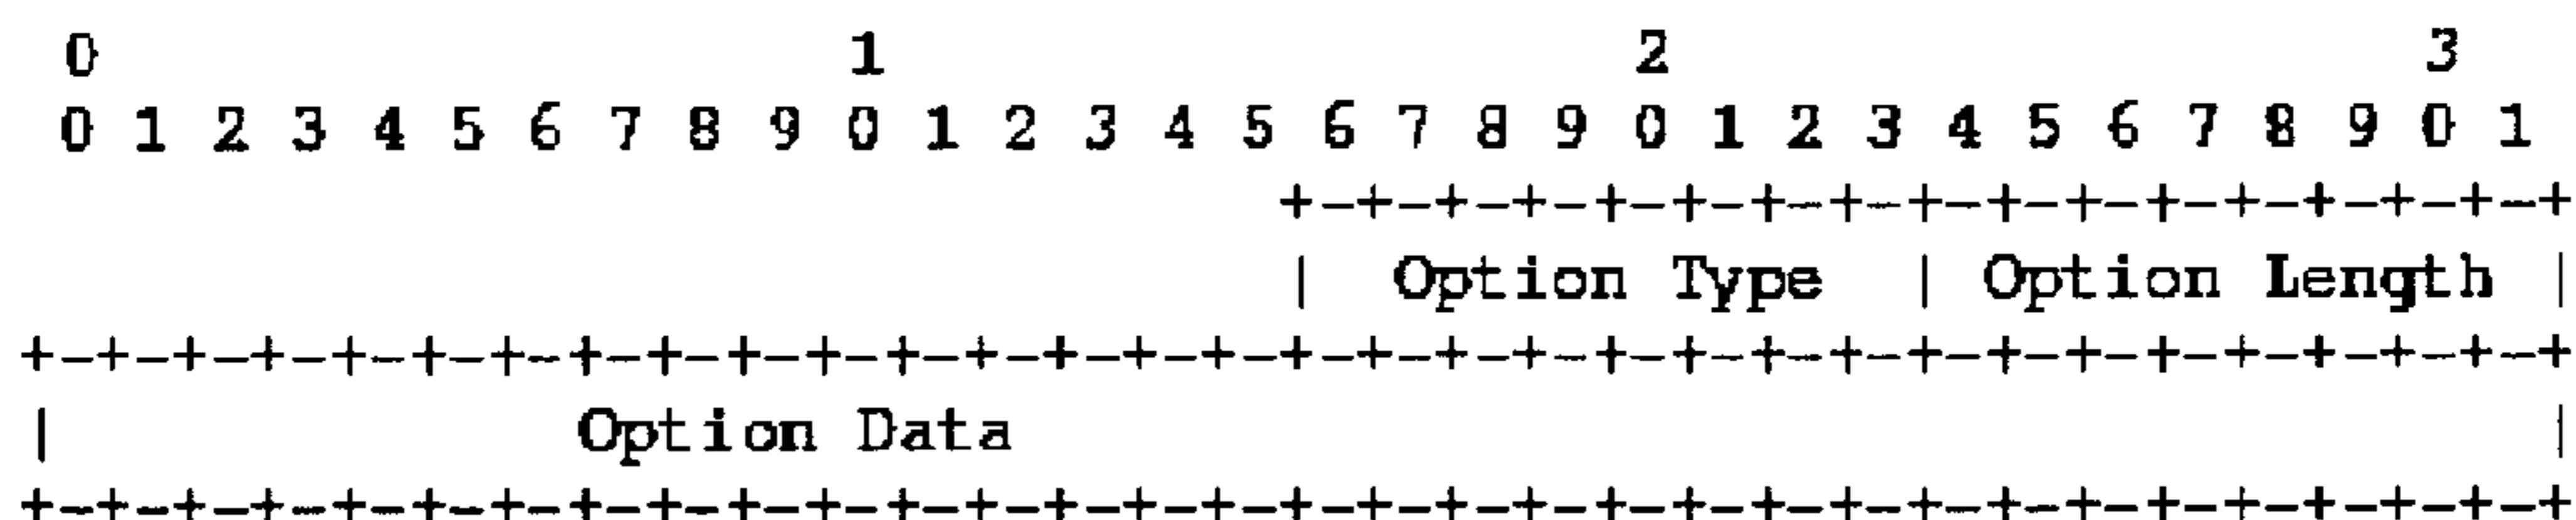 0                   1                   2                   3
 0 1 2 3 4 5 6 7 8 9 0 1 2 3 4 5 6 7 8 9 0 1 2 3 4 5 6 7 8 9 0 1
                                +-+-+-+-+-+-+-+-+-+-+-+-+-+-+-+-+
                                |  Option Type  | Option Length |
+-+-+-+-+-+-+-+-+-+-+-+-+-+-+-+-+-+-+-+-+-+-+-+-+-+-+-+-+-+-+-+-+
|              Option Data                                       |
+-+-+-+-+-+-+-+-+-+-+-+-+-+-+-+-+-+-+-+-+-+-+-+-+-+-+-+-+-+-+-+-+